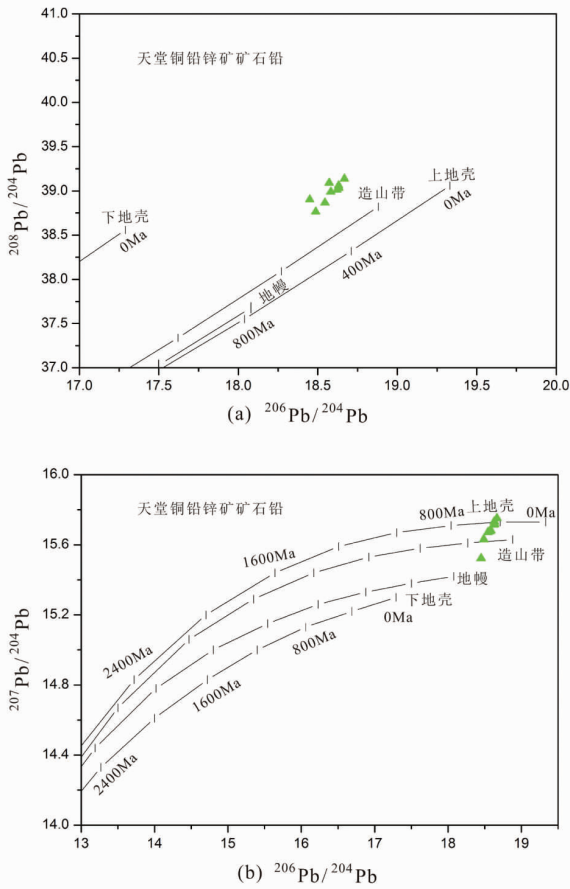 天堂铜铅锌矿矿石铅
上地壳
0Ma
造山带
下地壳
0Ma
400Ma
地幔
800Ma
41.0
40.5
40.0
39.5
39.0
38.5
38.0
37.5
37.0
²⁰⁸Pb/²⁰⁴Pb
17.0 17.5 18.0 18.5 19.0 19.5 20.0
(a) ²⁰⁶Pb/²⁰⁴Pb
天堂铜铅锌矿矿石铅
上地壳
800Ma
0Ma
1600Ma
造山带
地幔
下地壳
0Ma
2400Ma
800Ma
1600Ma
2400Ma
16.0
15.6
15.2
14.8
14.4
14.0
²⁰⁷Pb/²⁰⁴Pb
13 14 15 16 17 18 19
(b) ²⁰⁶Pb/²⁰⁴Pb